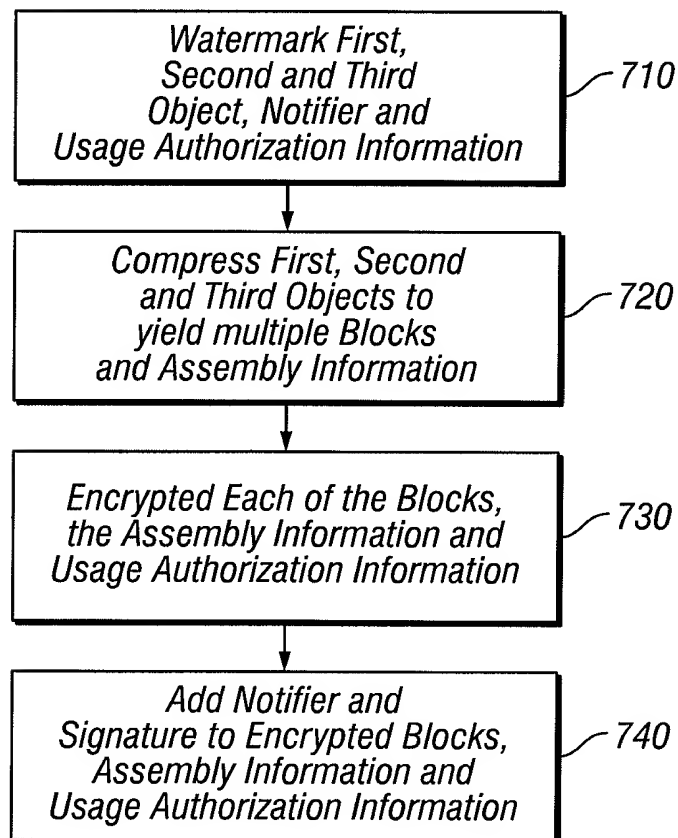 Watermark First,
Second and Third
Object, Notifier and
Usage Authorization Information
710
Compress First, Second
and Third Objects to
yield multiple Blocks
and Assembly Information
720
Encrypted Each of the Blocks,
the Assembly Information and
Usage Authorization Information
730
Add Notifier and
Signature to Encrypted Blocks,
Assembly Information and
Usage Authorization Information
740